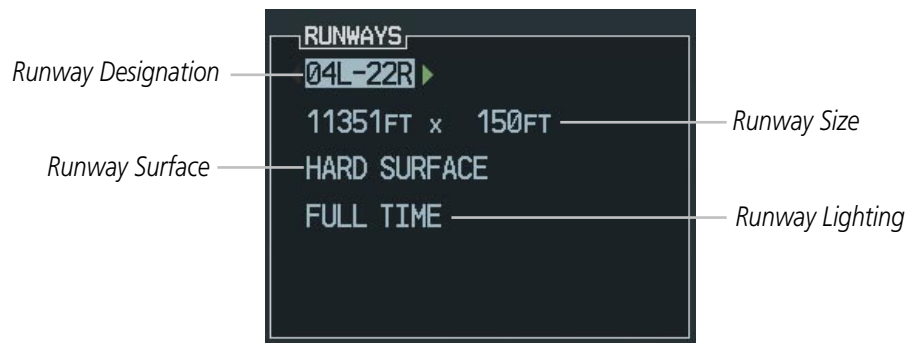 RUNWAYS
Runway Designation
04L-22R
11351FT x 150FT
Runway Size
Runway Surface
HARD SURFACE
FULL TIME
Runway Lighting